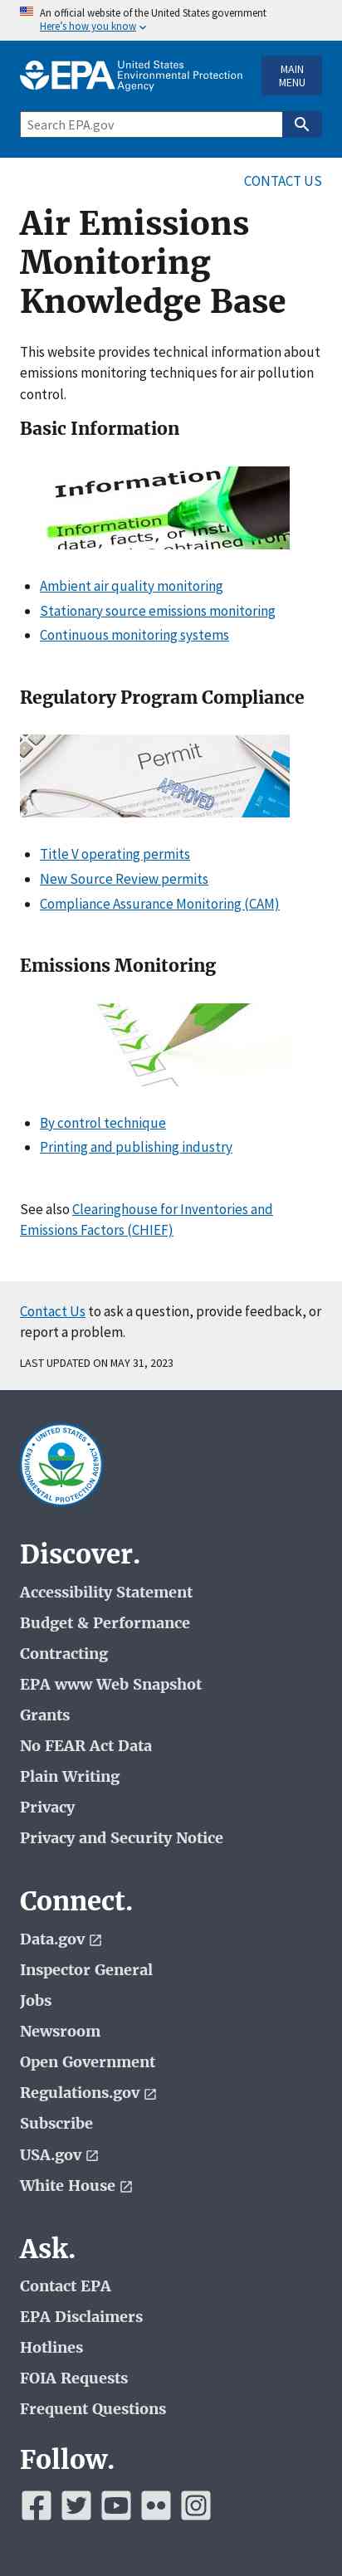 An official website of the United States government
Here's how you know
EPA United States
Environmental Protection
Agency
MAIN
MENU
Search EPA.gov
CONTACT US
Air Emissions
Monitoring
Knowledge Base
This website provides technical information about
emissions monitoring techniques for air pollution
control.
Basic Information
Information
Information
data, facts, or inst
obtained from
Ambient air quality monitoring
Stationary source emissions monitoring
Continuous monitoring systems
Regulatory Program Compliance
Permit
APPROVED
Title V operating permits
New Source Review permits
Compliance Assurance Monitoring (CAM)
Emissions Monitoring
By control technique
Printing and publishing industry
See also Clearinghouse for Inventories and
Emissions Factors (CHIEF)
Contact Us to ask a question, provide feedback, or
report a problem.
LAST UPDATED ON MAY 31, 2023
UNITED STATES
ENVIRONMENTAL PROTECTION AGENCY
Discover.
Accessibility Statement
Budget & Performance
Contracting
EPA www Web Snapshot
Grants
No FEAR Act Data
Plain Writing
Privacy
Privacy and Security Notice
Connect.
Data.gov
Inspector General
Jobs
Newsroom
Open Government
Regulations.gov
Subscribe
USA.gov
White House
Ask.
Contact EPA
EPA Disclaimers
Hotlines
FOIA Requests
Frequent Questions
Follow.